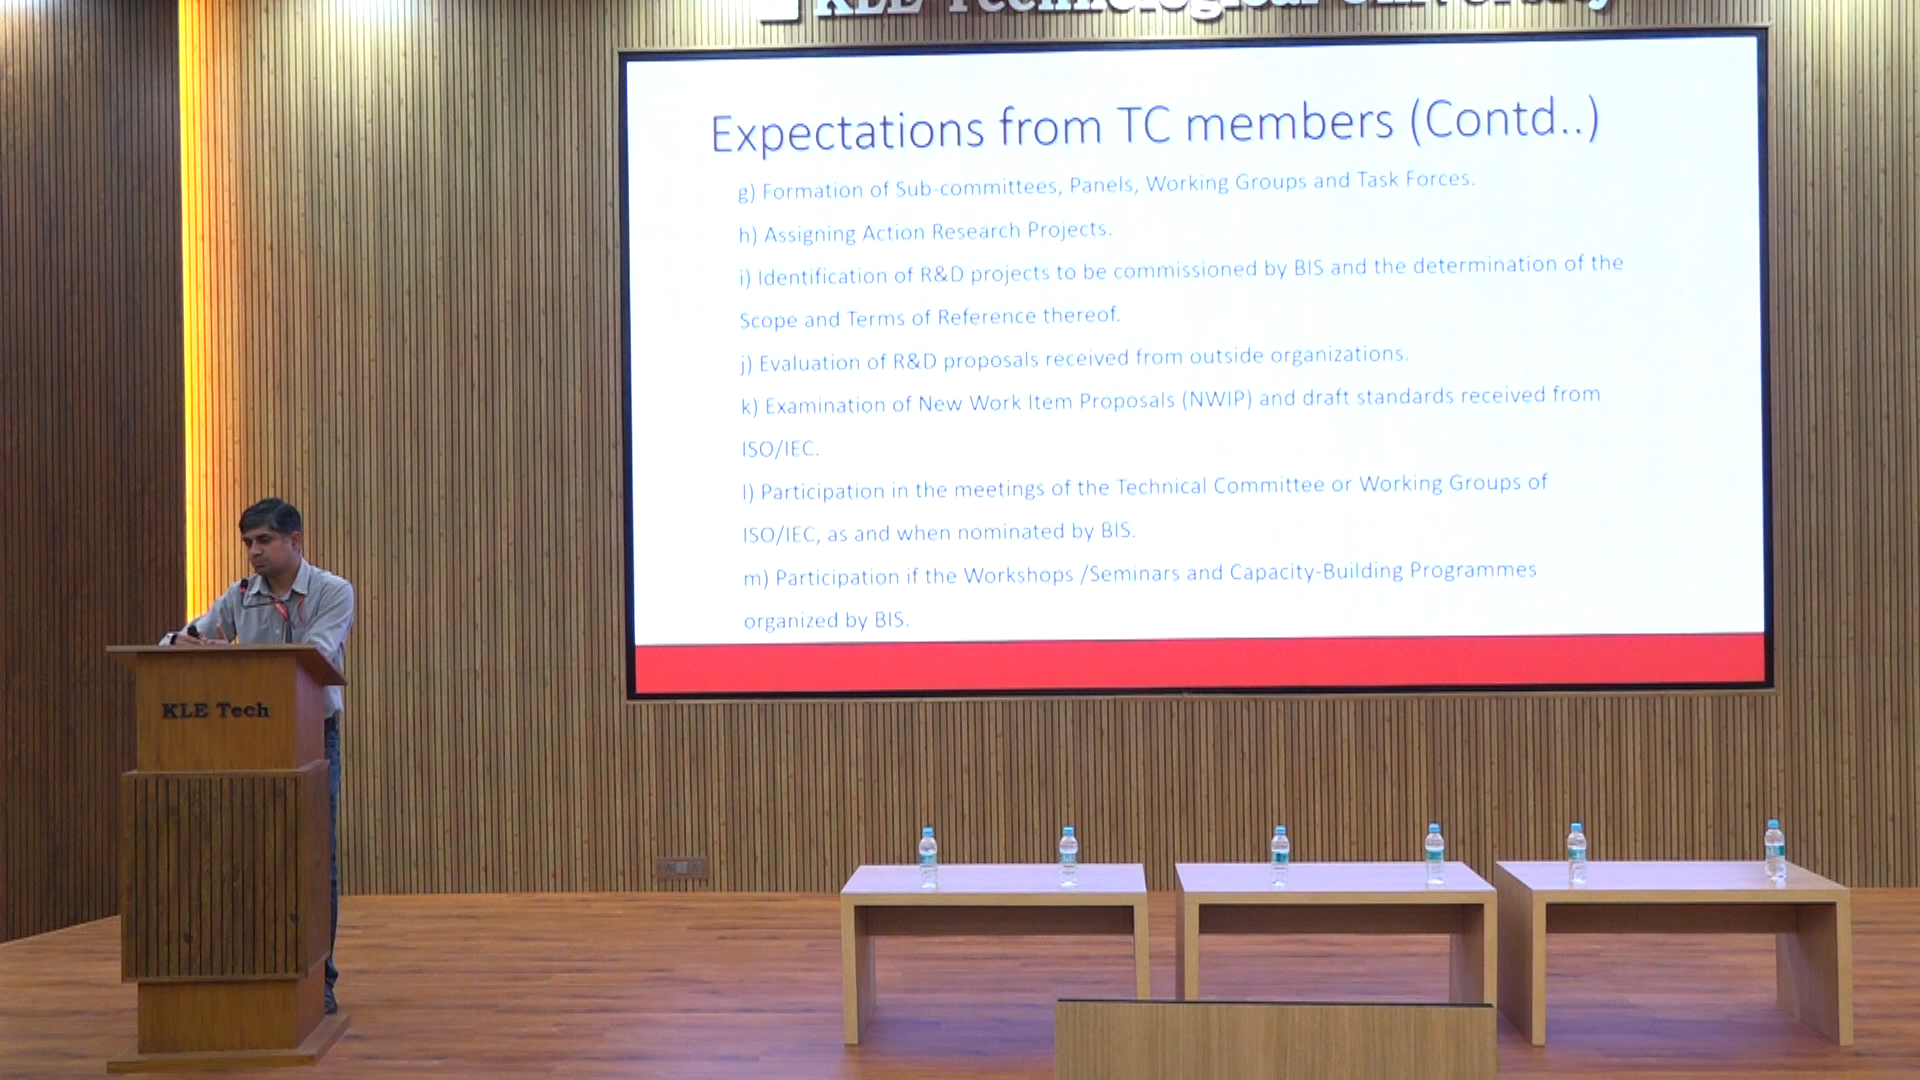 KLE Technological University
Expectations from TC members (Contd..)
g) Formation of Sub-committees, Panels, Working Groups and Task Forces.
h) Assigning Action Research Projects.
i) Identification of R&D projects to be commissioned by BIS and the determination of the
Scope and Terms of Reference thereof.
j) Evaluation of R&D proposals received from outside organizations.
k) Examination of New Work Item Proposals (NWIP) and draft standards received from
ISO/IEC.
l) Participation in the meetings of the Technical Committee or Working Groups of
ISO/IEC, as and when nominated by BIS.
m) Participation if the Workshops /Seminars and Capacity-Building Programmes
organized by BIS.
KLE Tech